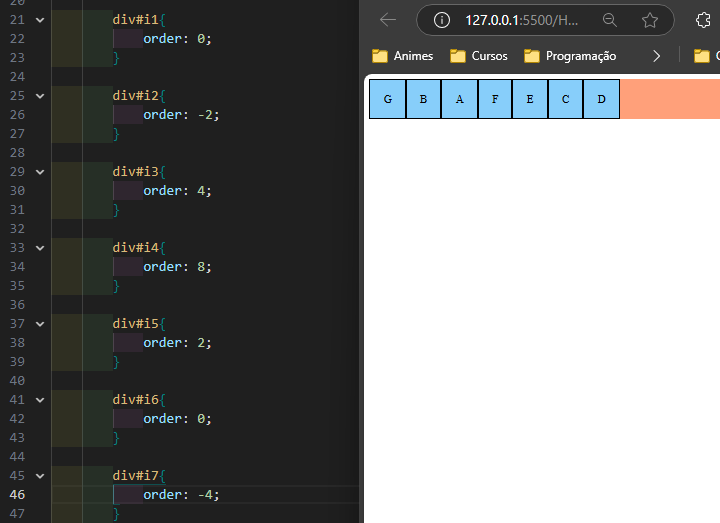 20
21 div#i1{
22 order: 0;
23 }
24
25 div#i2{
26 order: -2;
27 }
28
29 div#i3{
30 order: 4;
31 }
32
33 div#i4{
34 order: 8;
35 }
36
37 div#i5{
38 order: 2;
39 }
40
41 div#i6{
42 order: 0;
43 }
44
45 div#i7{
46 order: -4;
47 }
127.0.0.1:5500/H...
Animes Cursos Programação
G B A F E C D